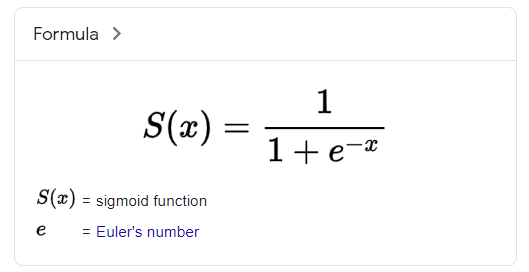 Formula >
S(x) = 1 / (1 + e^{-x})
S(x) = sigmoid function
e = Euler's number